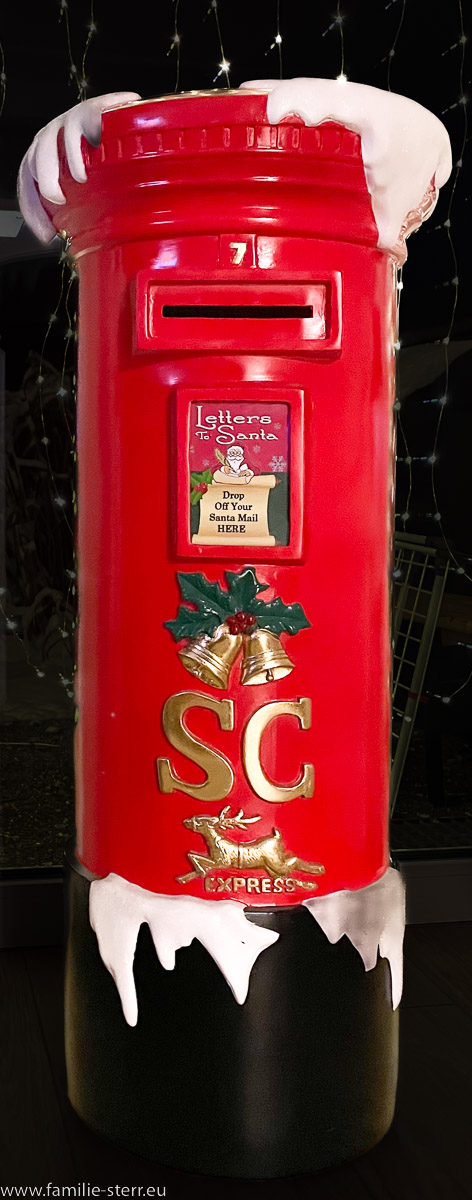 7
Letters
To Santa
Drop
Off Your
Santa Mail
HERE
SC
EXPRESS
www.familie-sterr.eu